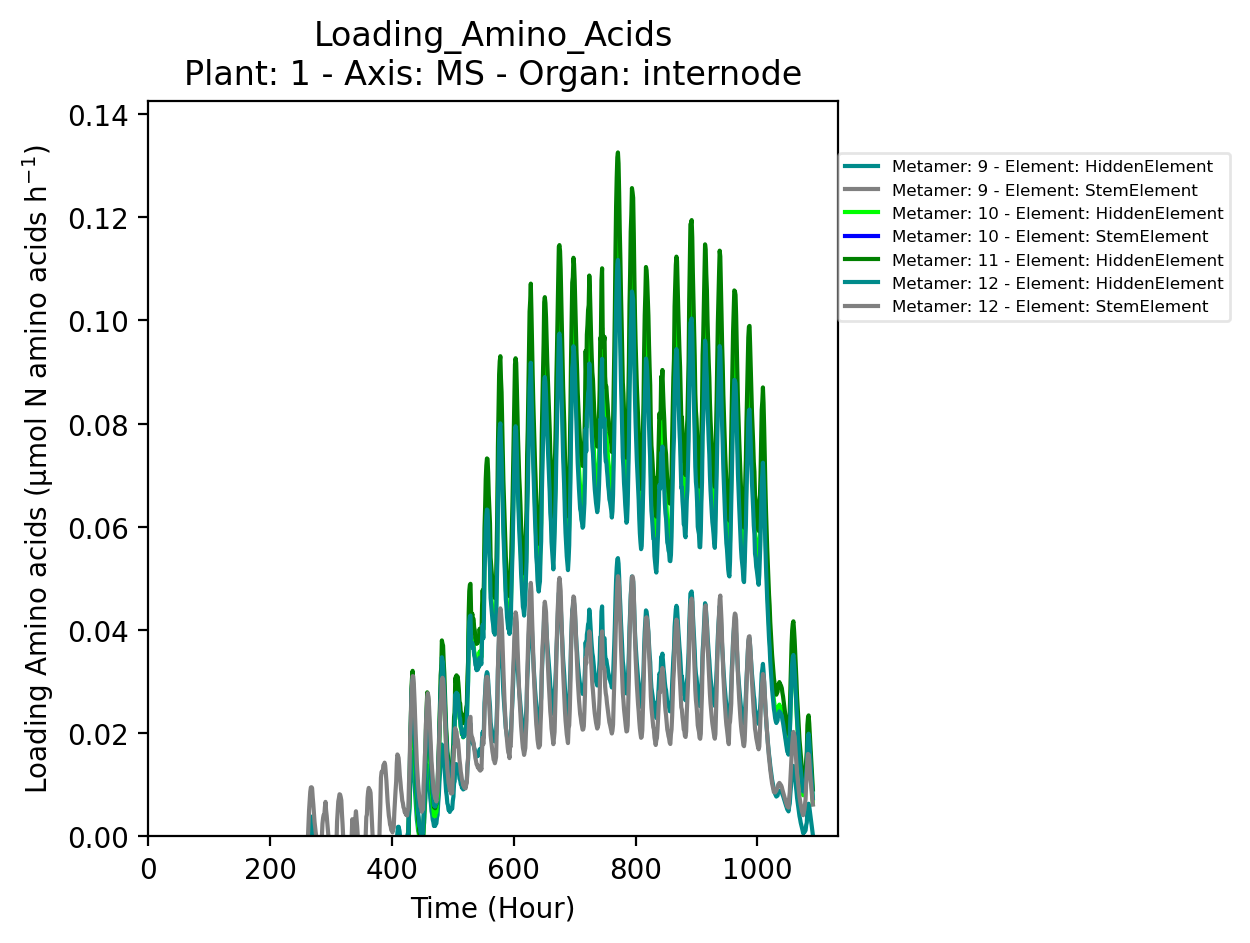 Loading_Amino_Acids
Plant: 1 - Axis: MS - Organ: internode
0.14
0.12
0.10
0.08
0.06
0.04
0.02
0.00
Loading Amino acids (µmol N amino acids h⁻¹)
0 200 400 600 800 1000
Time (Hour)
Metamer: 9 - Element: HiddenElement
Metamer: 9 - Element: StemElement
Metamer: 10 - Element: HiddenElement
Metamer: 10 - Element: StemElement
Metamer: 11 - Element: HiddenElement
Metamer: 12 - Element: HiddenElement
Metamer: 12 - Element: StemElement